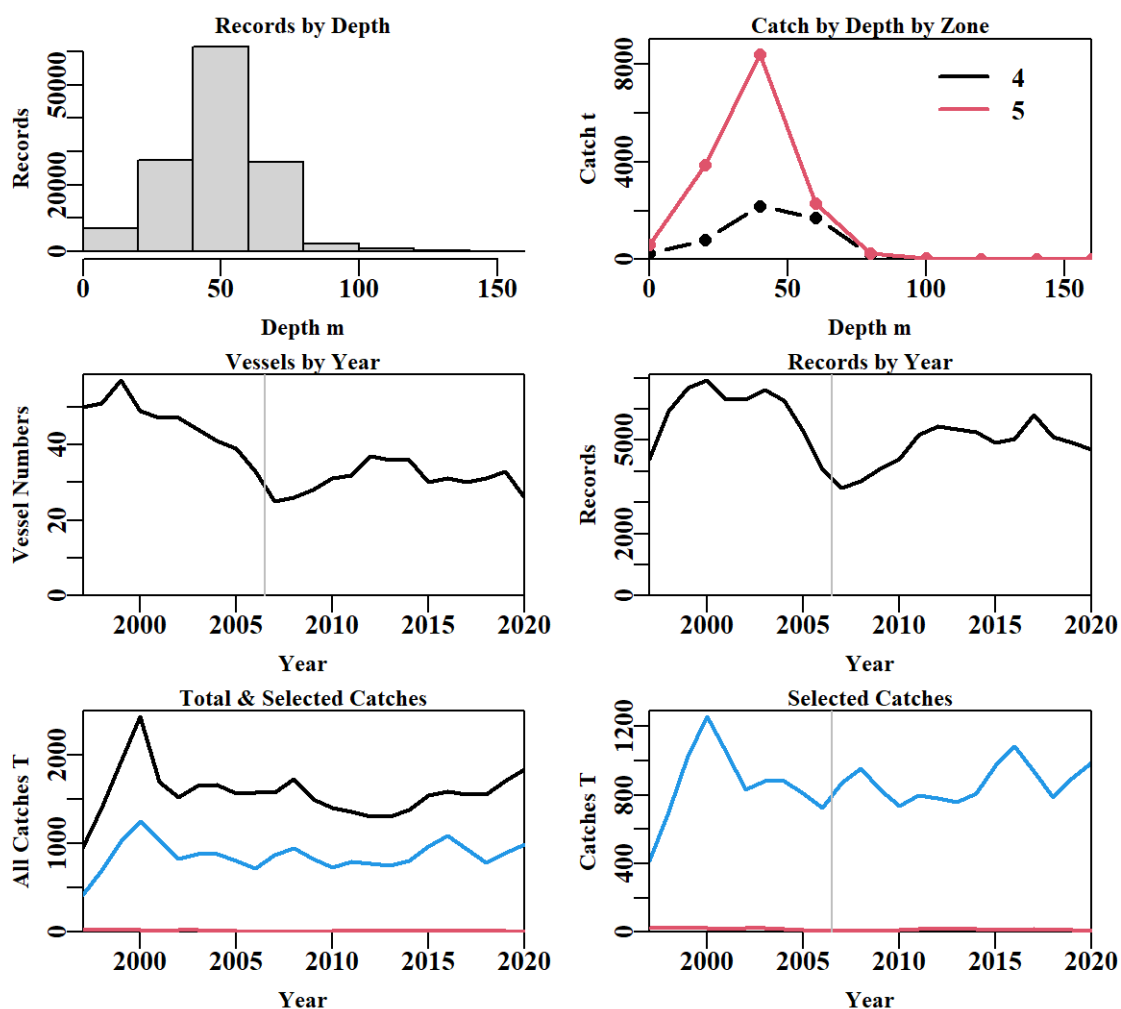 Records by Depth
Records
0
20000
50000
0 50 100 150
Depth m
Catch by Depth by Zone
Catch t
0
4000
8000
4
5
0 50 100 150
Depth m
Vessels by Year
Vessel Numbers
0
20
40
2000 2005 2010 2015 2020
Year
Records by Year
Records
0
2000
5000
2000 2005 2010 2015 2020
Year
Total & Selected Catches
All Catches T
0
1000
2000
2000 2005 2010 2015 2020
Year
Selected Catches
Catches T
0
400
800
1200
2000 2005 2010 2015 2020
Year